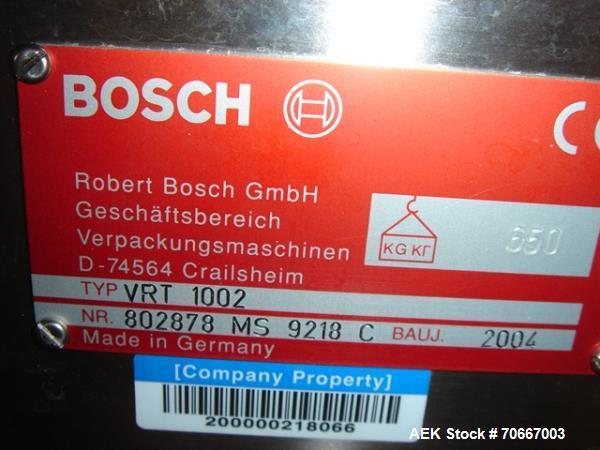 BOSCH
CE
Robert Bosch GmbH
Geschäftsbereich
Verpackungsmaschinen
D-74564 Crailsheim
KG КГ 650
TYP VRT 1002
NR. 802878 MS 9218 C BAUJ. 2004
Made in Germany
[Company Property]
200000218066
AEK Stock # 70667003